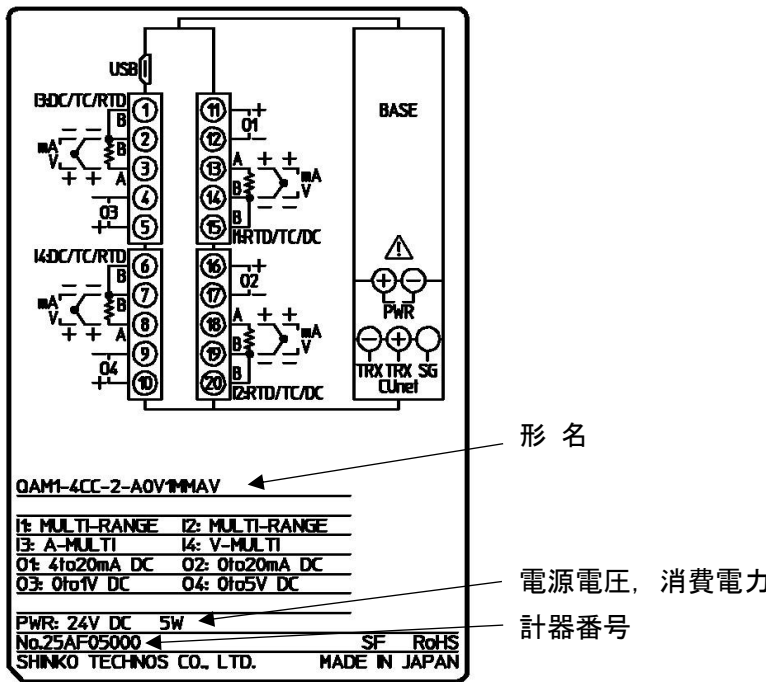 USB
I3:DC/TC/RTD
B
B
A
mA
V
- -
+ +
1
2
3
4
5
O3
-
+
11
12
13
14
15
+
O1
-
A
B
B
+ +
mA
V
- -
I1:RTD/TC/DC
I4:DC/TC/RTD
B
B
A
mA
V
- -
+ +
6
7
8
9
10
O4
-
+
16
17
18
19
20
+
O2
-
A
B
B
+ +
mA
V
- -
I2:RTD/TC/DC
BASE
+ -
PWR
- +
TRX TRX SG
CUnet
形 名
QAM1-4CC-2-A0V1MMAV
I1: MULTI-RANGE I2: MULTI-RANGE
I3: A-MULTI I4: V-MULTI
O1: 4to20mA DC O2: 0to20mA DC
O3: 0to1V DC O4: 0to5V DC
電源電圧, 消費電力
PWR: 24V DC 5W
計器番号
No.25AF05000 SF RoHS
SHINKO TECHNOS CO., LTD. MADE IN JAPAN